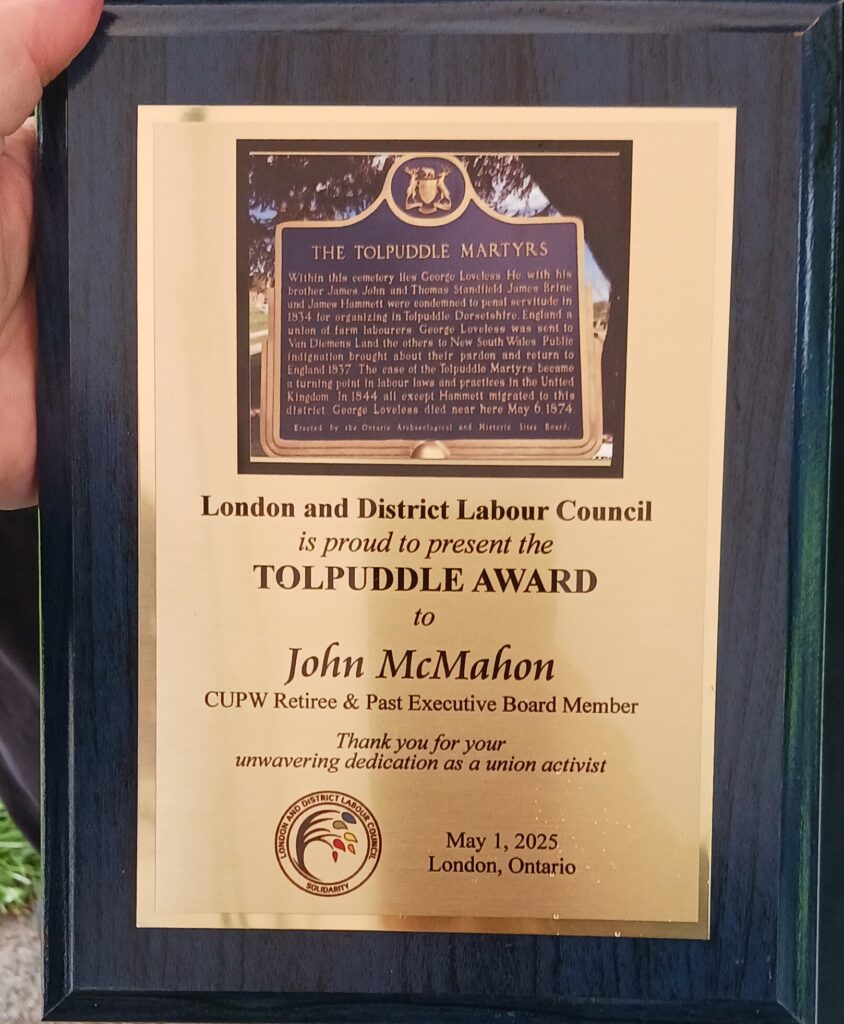 THE TOLPUDDLE MARTYRS
Within this cemetery lies George Loveless He with his
brother James, John and Thomas Standfield James Brine
and James Hammett were condemned to penal servitude in
1834 for organizing in Tolpuddle Dorsetshire England a
union of farm labourers George Loveless was sent to
Van Diemens Land the others to New South Wales Public
indignation brought about their pardon and return to
England 1837 The case of the Tolpuddle Martyrs became
a turning point in labour laws and practices in the United
Kingdom In 1844 all except Hammett migrated to this
district George Loveless died near here May 6, 1874
Erected by the Ontario Archaeological and Historic Sites Board.
London and District Labour Council
is proud to present the
TOLPUDDLE AWARD
to
John McMahon
CUPW Retiree & Past Executive Board Member
Thank you for your
unwavering dedication as a union activist
LONDON AND DISTRICT LABOUR COUNCIL
SOLIDARITY
May 1, 2025
London, Ontario